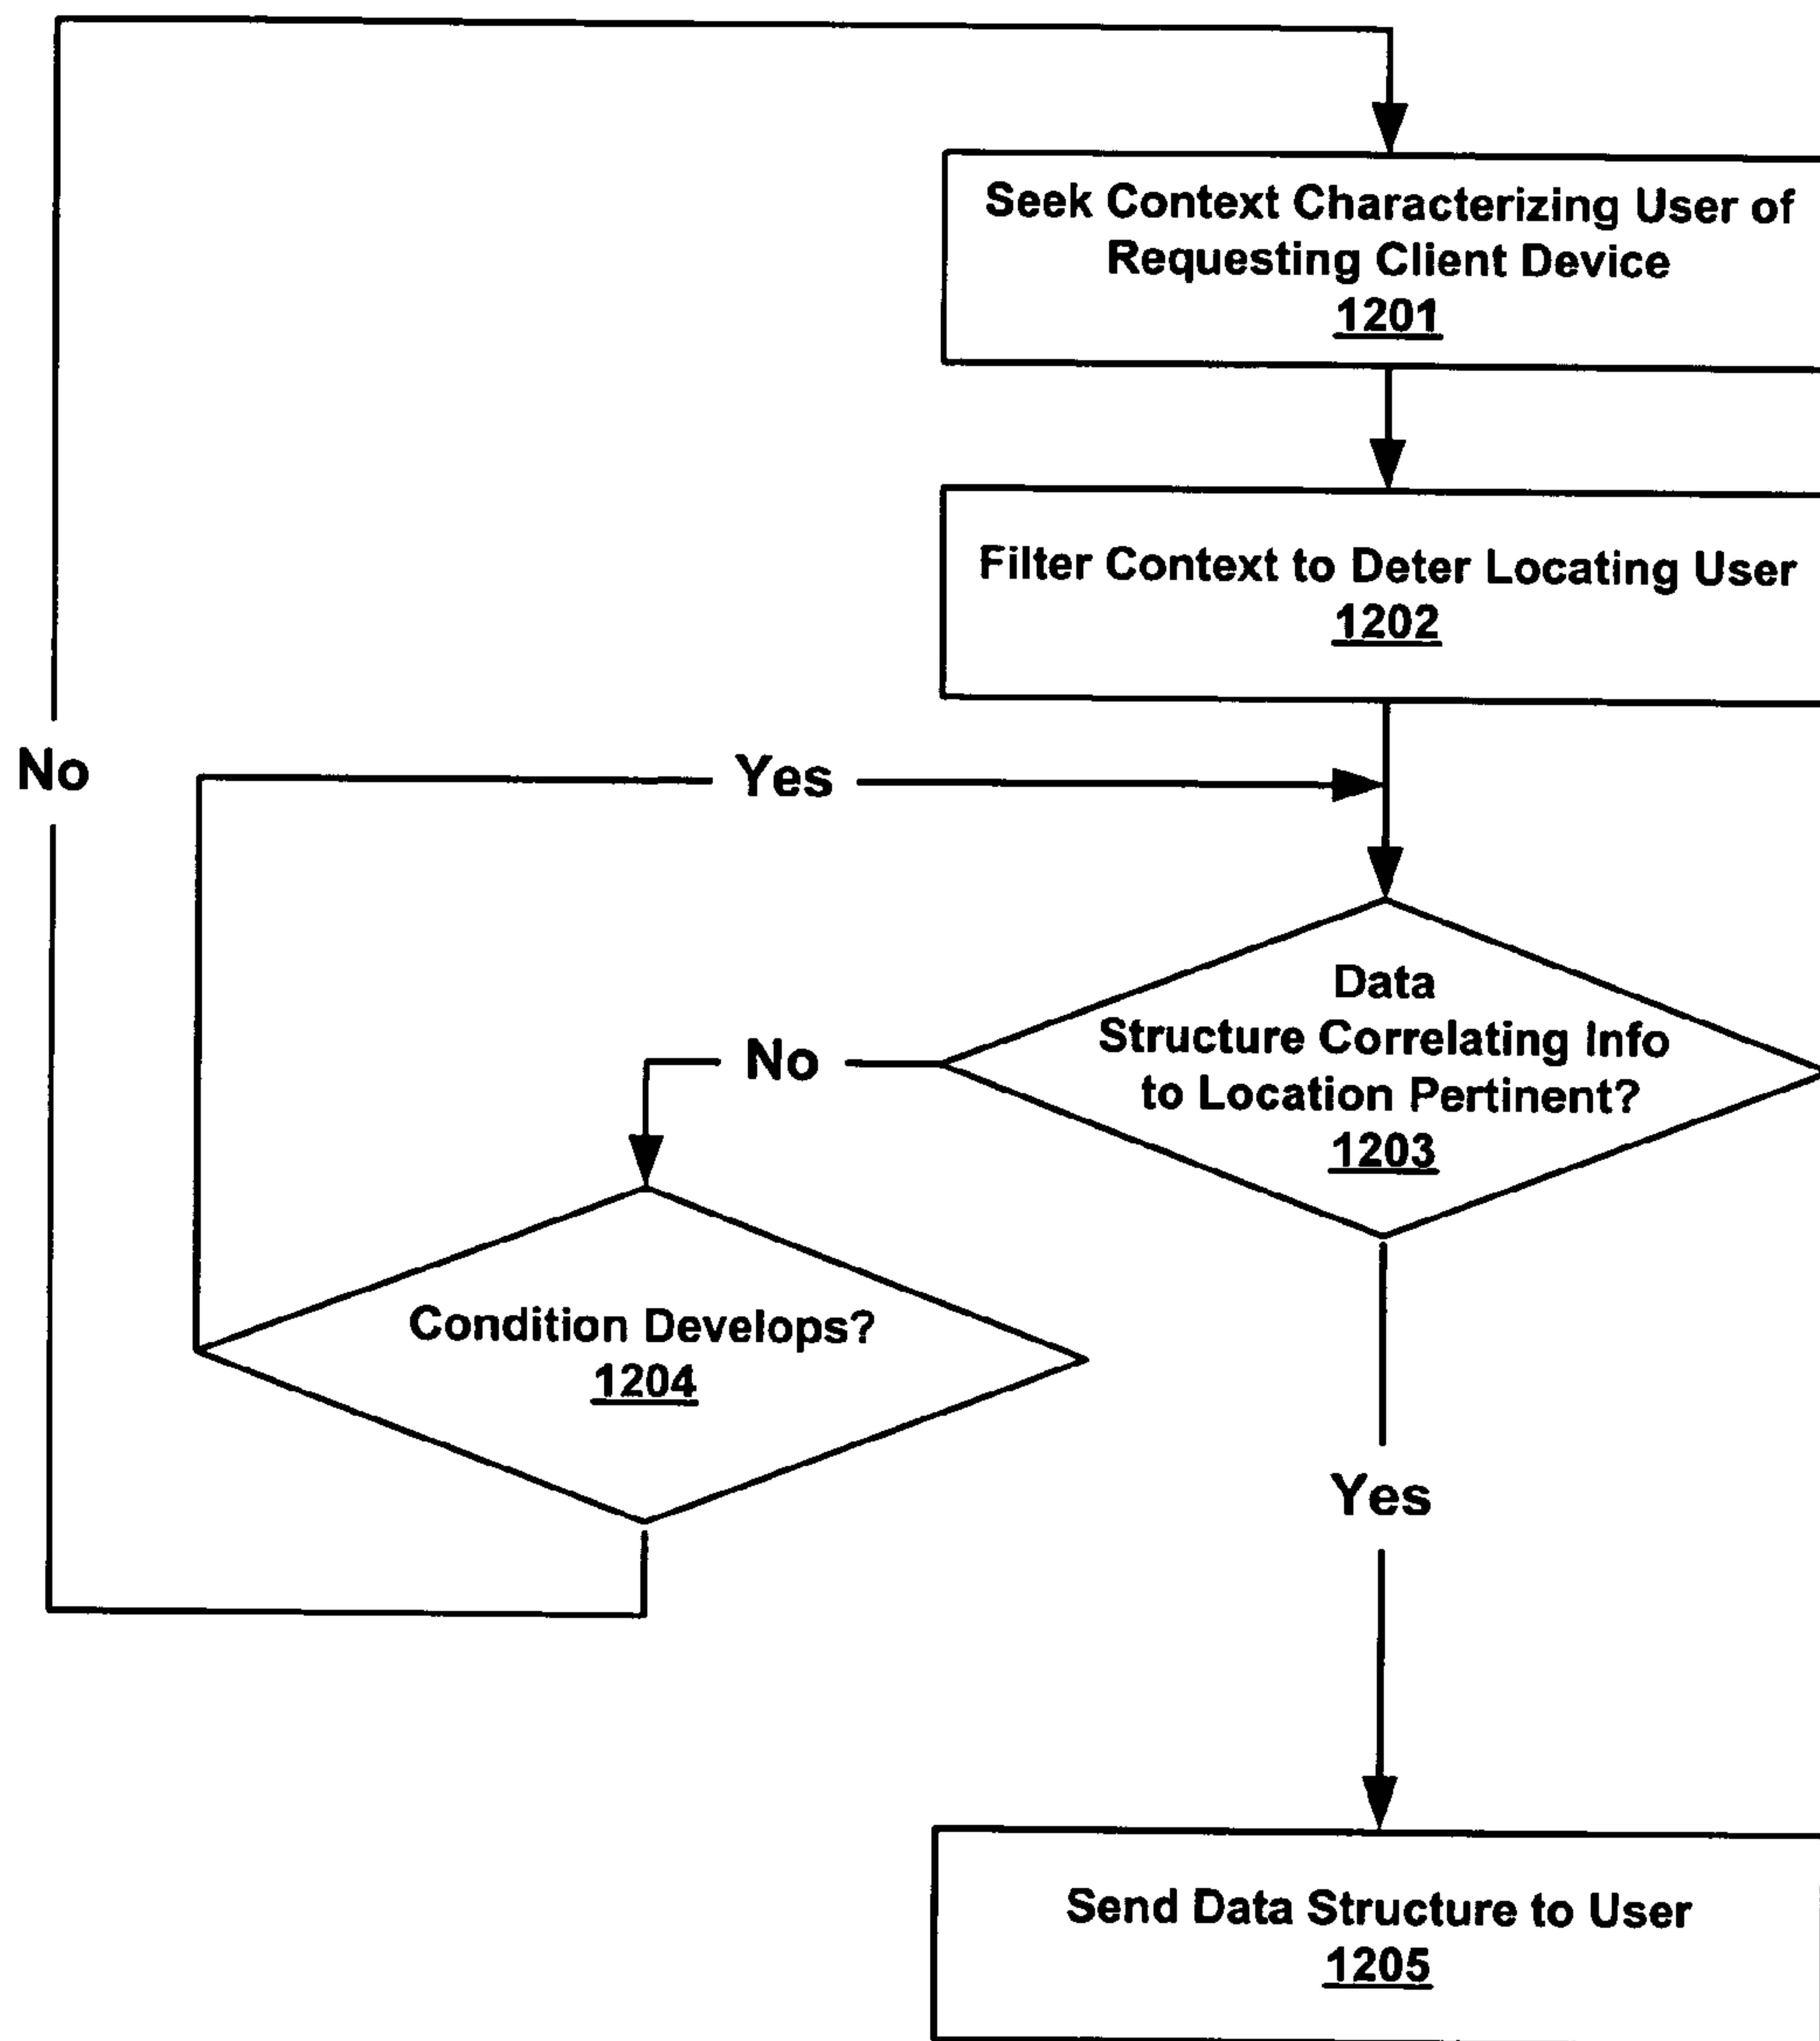 Seek Context Characterizing User of
Requesting Client Device
1201
Filter Context to Deter Locating User
1202
No
Yes
Data
Structure Correlating Info
to Location Pertinent?
1203
No
Condition Develops?
1204
Yes
Send Data Structure to User
1205